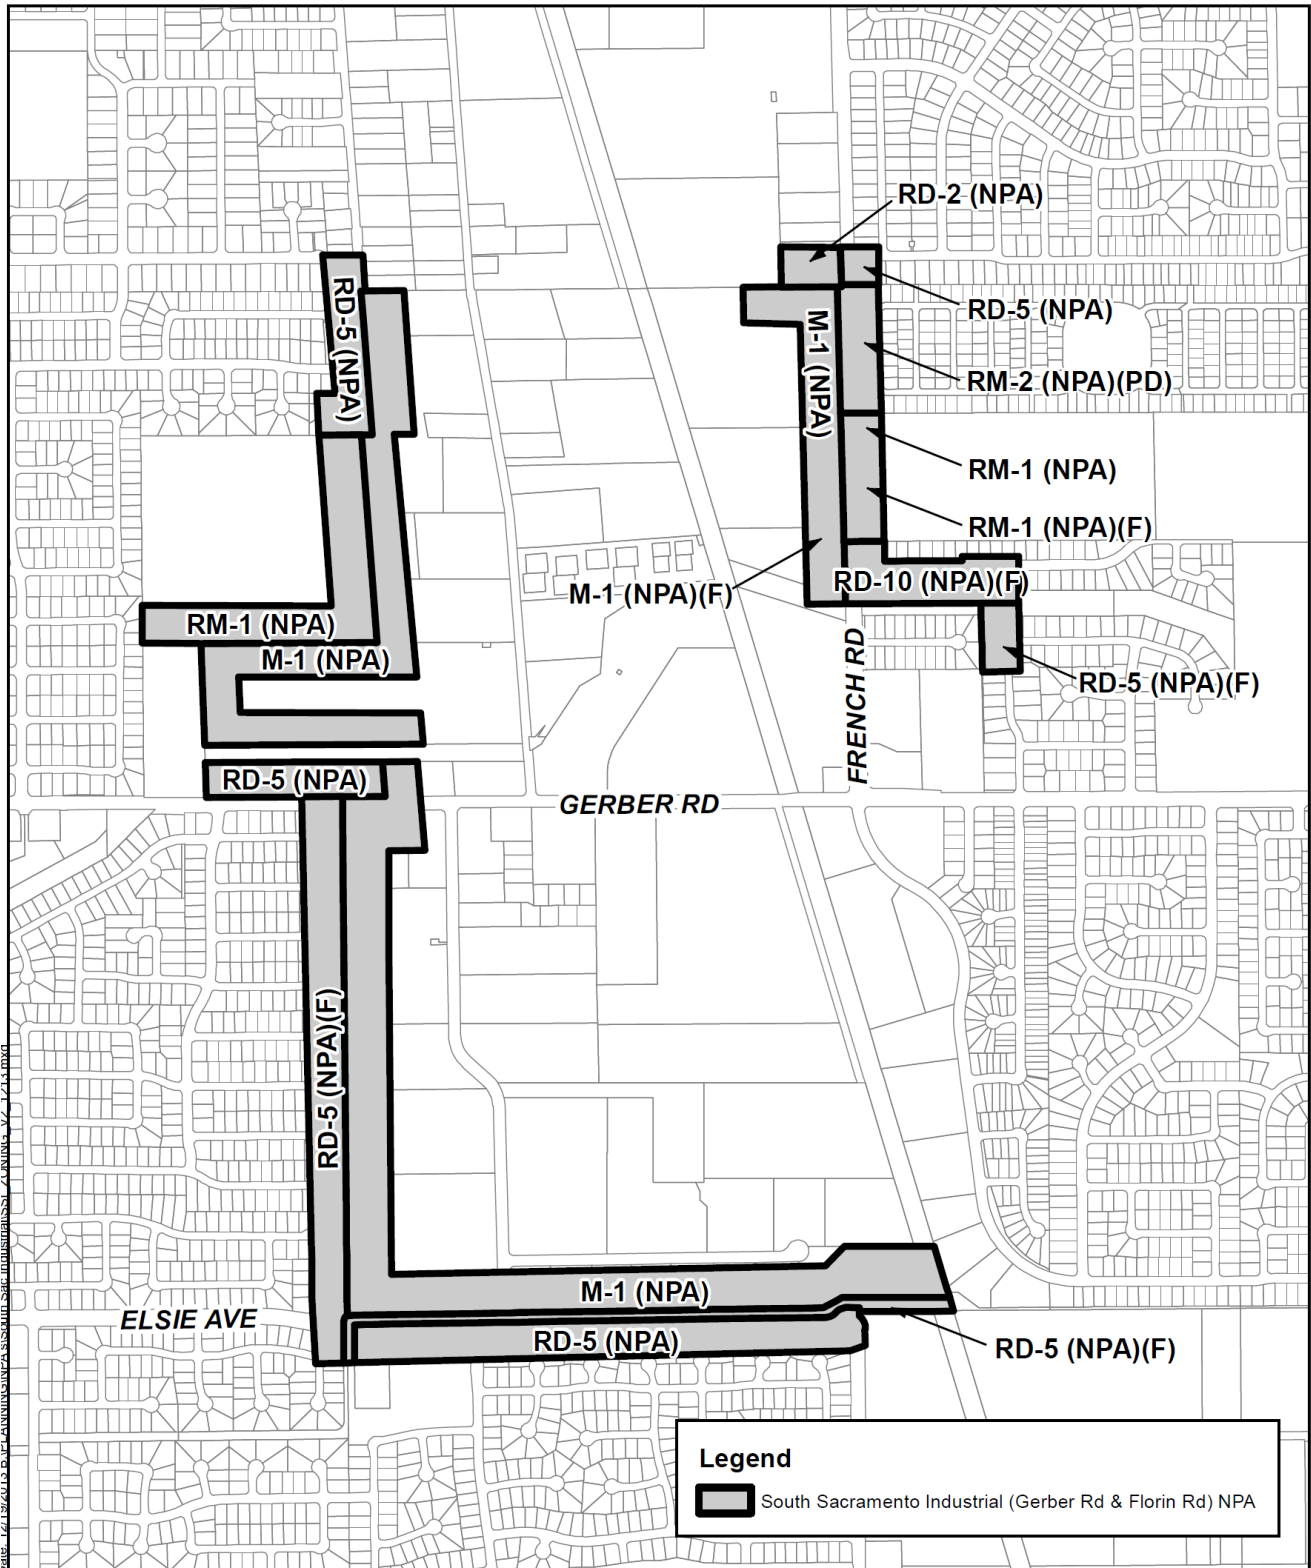 RD-2 (NPA)
RD-5 (NPA)
RD-5 (NPA)
M-1 (NPA)
RM-2 (NPA)(PD)
RM-1 (NPA)
RM-1 (NPA)(F)
M-1 (NPA)(F)
RD-10 (NPA)(F)
RM-1 (NPA)
M-1 (NPA)
FRENCH RD
RD-5 (NPA)(F)
RD-5 (NPA)
GERBER RD
RD-5 (NPA)(F)
M-1 (NPA)
ELSIE AVE
RD-5 (NPA)
RD-5 (NPA)(F)
Legend
South Sacramento Industrial (Gerber Rd & Florin Rd) NPA